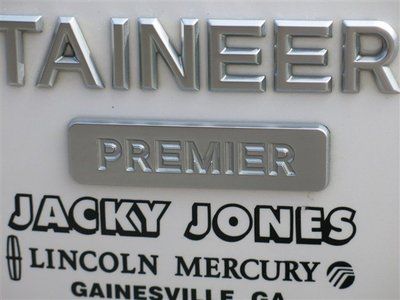 TAINEER
PREMIER
JACKY JONES
LINCOLN MERCURY
GAINESVILLE, GA